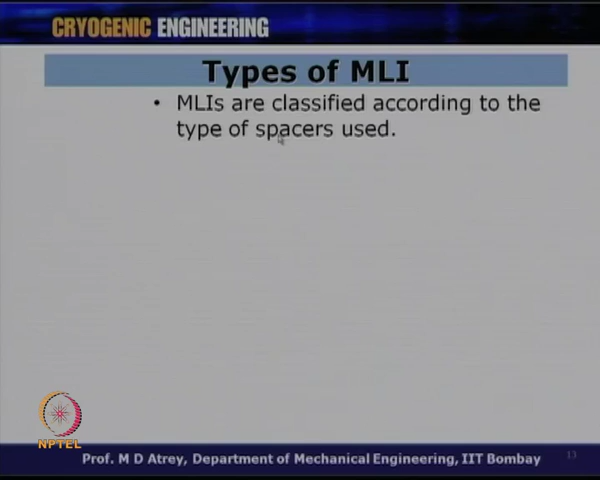 CRYOGENIC ENGINEERING
Types of MLI
• MLIs are classified according to the
type of spacers used.
NPTEL
Prof. M D Atrey, Department of Mechanical Engineering, IIT Bombay
13